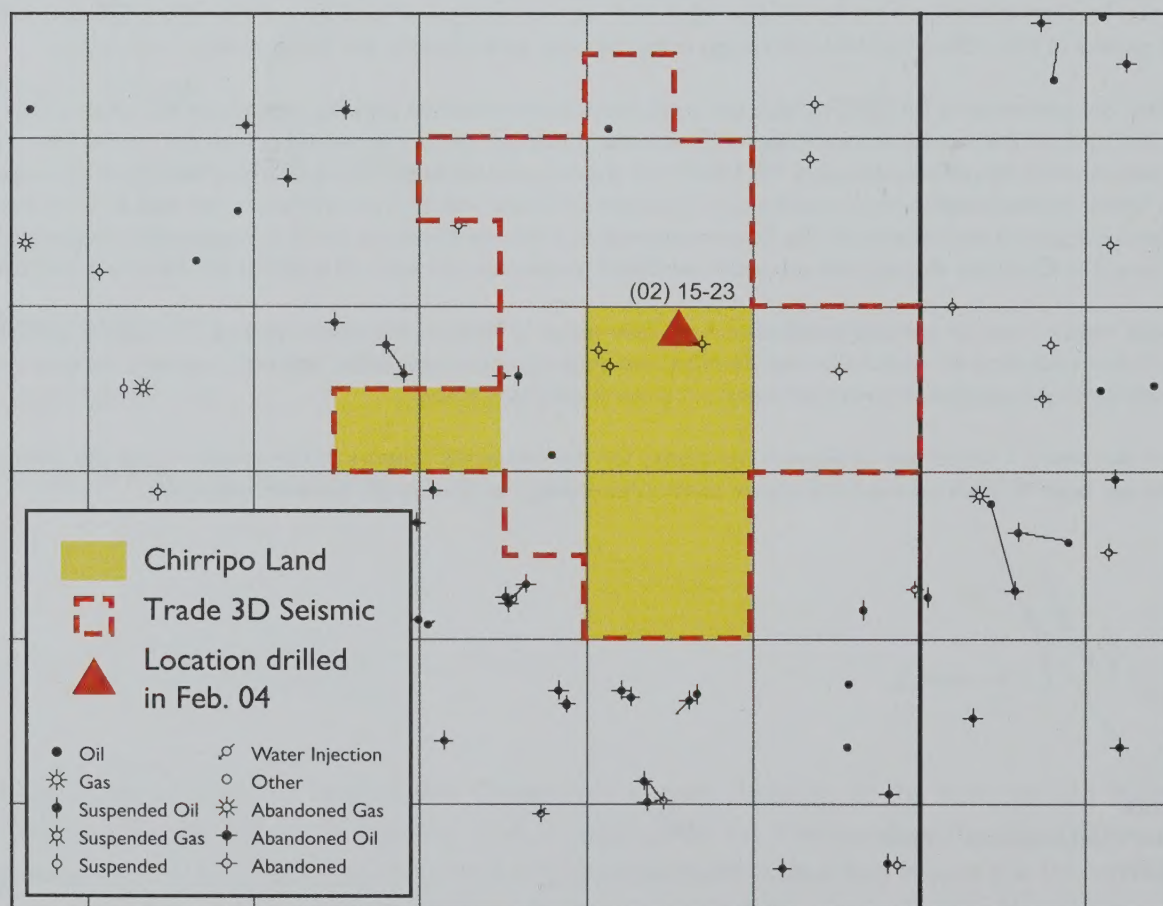 (02) 15-23
Chirripo Land
Trade 3D Seismic
Location drilled
in Feb. 04
Oil
Gas
Suspended Oil
Suspended Gas
Suspended
Water Injection
Other
Abandoned Gas
Abandoned Oil
Abandoned